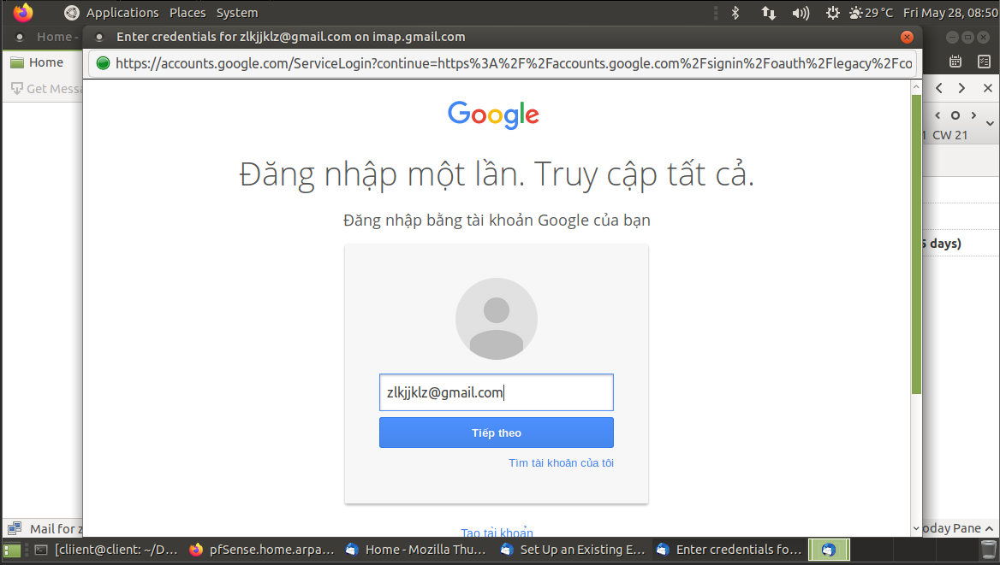 Applications Places System 29 °C Fri May 28, 08:50
Home - Enter credentials for zlkjjklz@gmail.com on imap.gmail.com
Home https://accounts.google.com/ServiceLogin?continue=https%3A%2F%2Faccounts.google.com%2Fsignin%2Foauth%2Flegacy%2Fco
Get Messa
Google
1 CW 21
Đăng nhập một lần. Truy cập tất cả.
Đăng nhập bằng tài khoản Google của bạn
5 days)
zlkjjklz@gmail.com
Tiếp theo
Tìm tài khoản của tôi
Tạo tài khoản
Mail for z oday Pane
[cliient@client: ~/D... pfSense.home.arpa... Home - Mozilla Thu... Set Up an Existing E... Enter credentials fo...